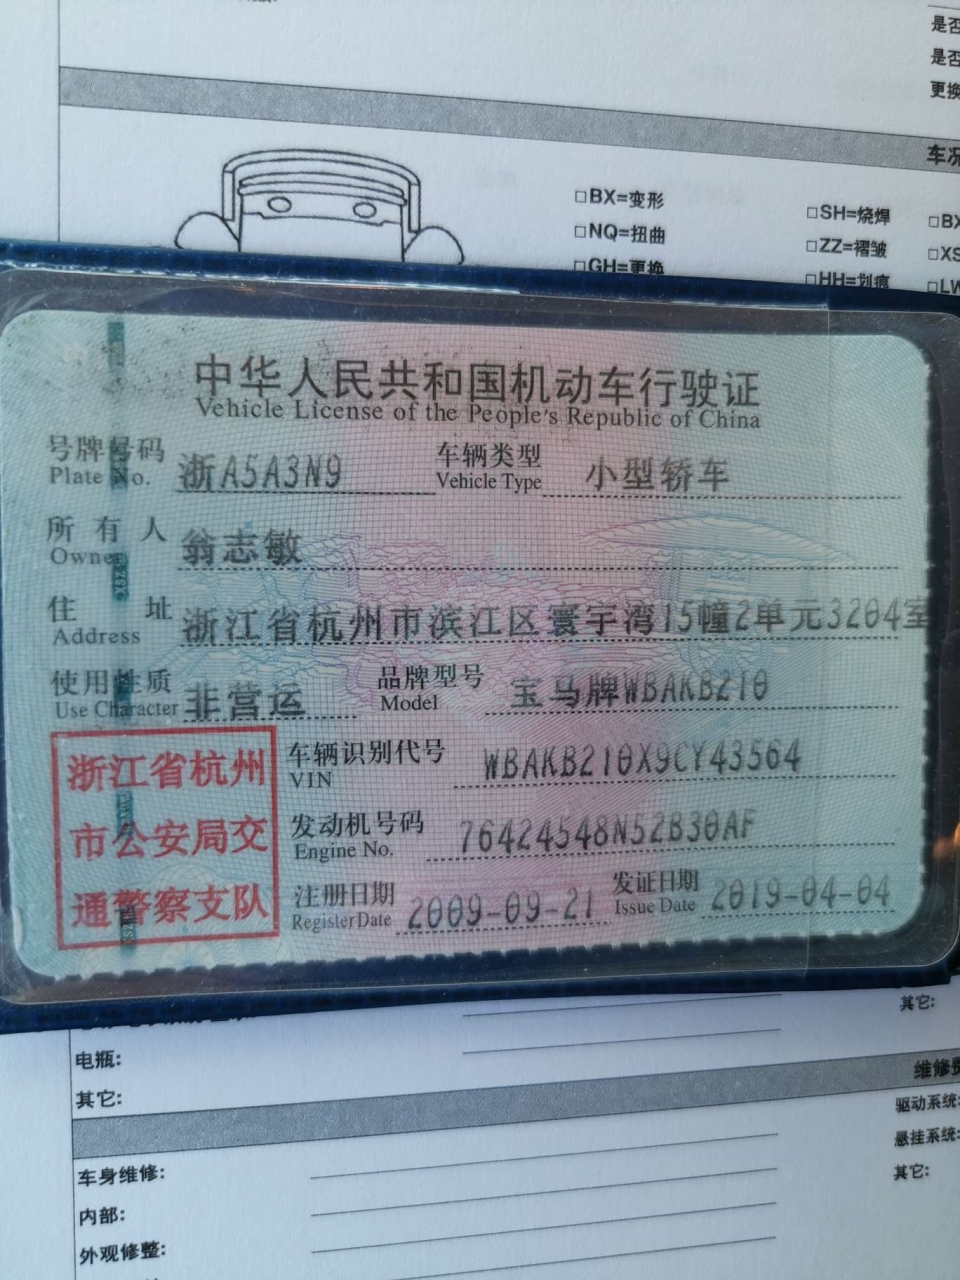 是否
是否
更换
车况
□BX=变形
□SH=烧焊
□BX
□NQ=扭曲
□ZZ=褶皱
□XS
□GH=更换
□HH=划痕
□LW
中华人民共和国机动车行驶证
Vehicle License of the People's Republic of China
号牌号码 浙A5A3N9 车辆类型 小型轿车
Plate No. Vehicle Type
所有人 翁志敏
Owner
住址 浙江省杭州市滨江区寰宇湾15幢2单元3204室
Address
使用性质 非营运 品牌型号 宝马牌WBAKB210
Use Character Model
浙江省杭州
市公安局交
通警察支队
车辆识别代号 WBAKB210X9CY43564
VIN
发动机号码 76424548N52B30AF
Engine No.
注册日期 2009-09-21 发证日期 2019-04-04
Register Date Issue Date
其它:
电瓶:
其它:
维修费
驱动系统:
悬挂系统:
其它:
车身维修:
内部:
外观修整: